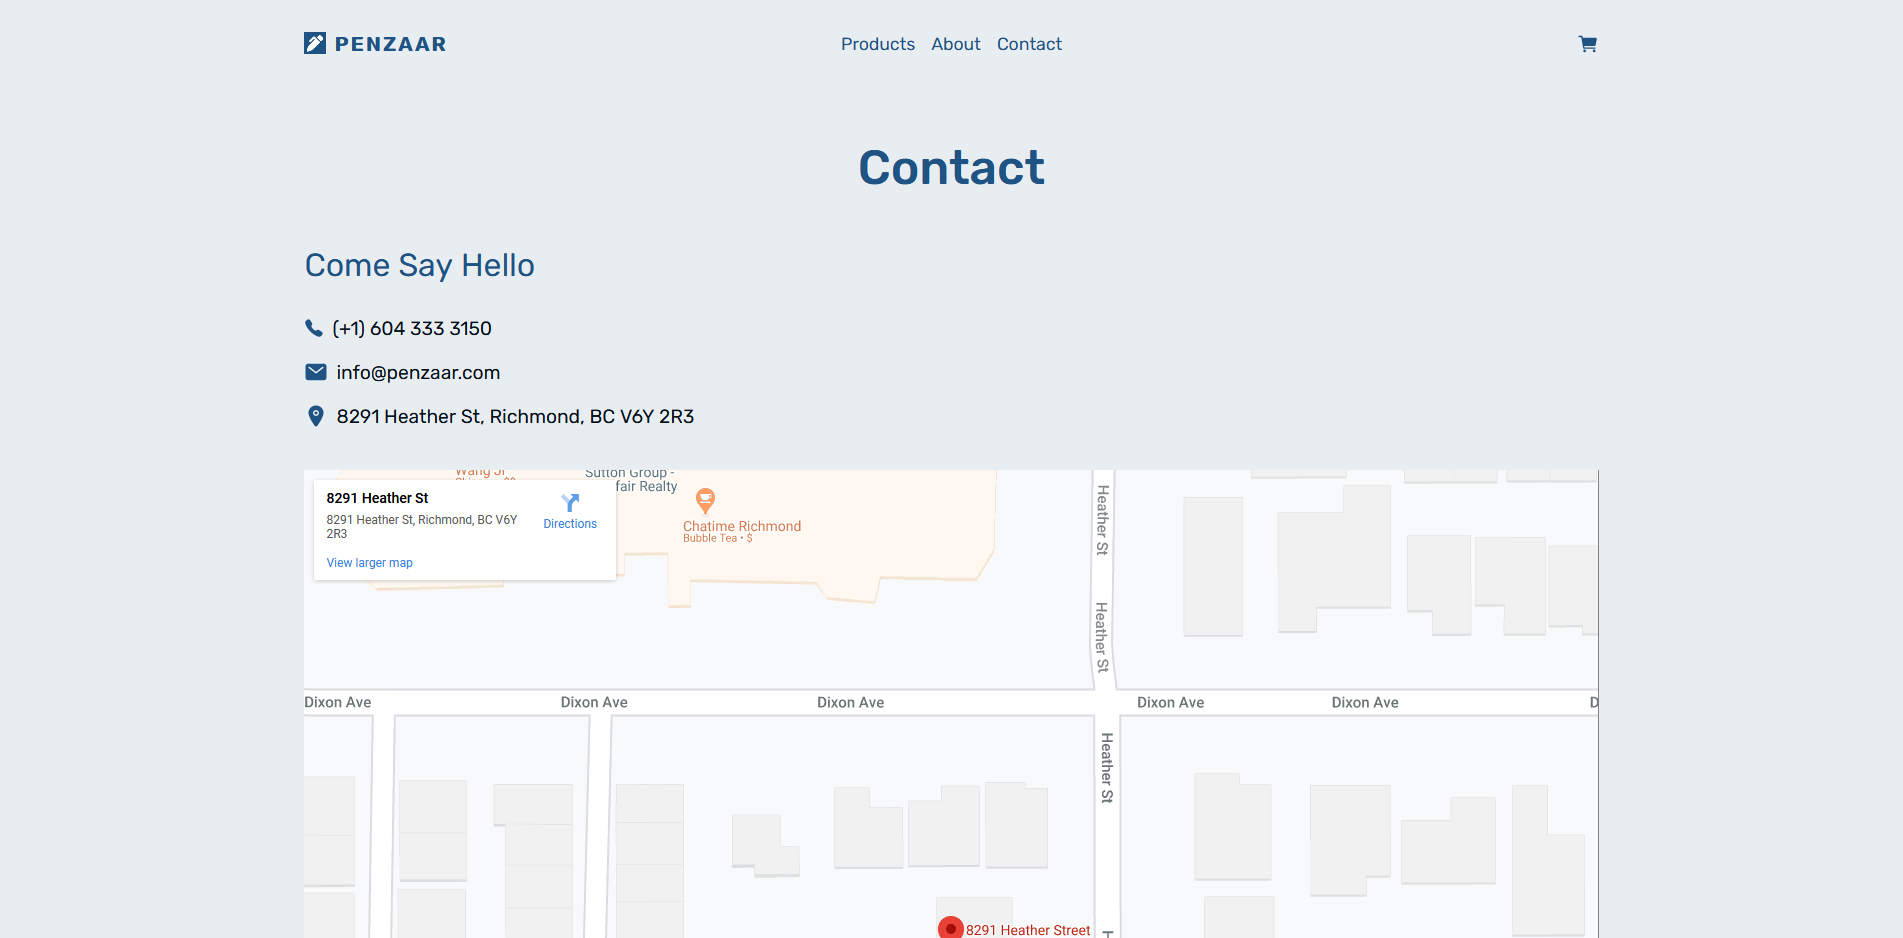 PENZAAR
Products About Contact
Contact
Come Say Hello
(+1) 604 333 3150
info@penzaar.com
8291 Heather St, Richmond, BC V6Y 2R3
Wang Ji
Sutton Group -
fair Realty
8291 Heather St
8291 Heather St, Richmond, BC V6Y
2R3
Directions
View larger map
Chatime Richmond
Bubble Tea • $
Heather St
Heather St
Dixon Ave
Dixon Ave
Dixon Ave
Dixon Ave
Dixon Ave
D
Heather St
8291 Heather Street
H